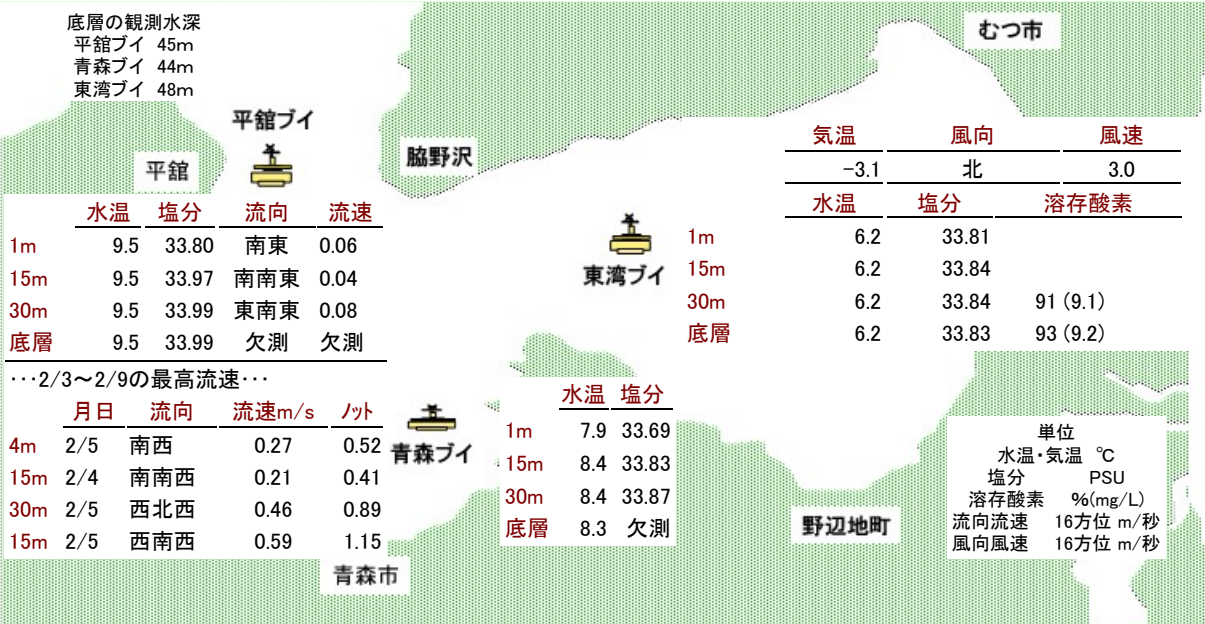 底層の観測水深
平舘ブイ 45m
青森ブイ 44m
東湾ブイ 48m
むつ市
平舘ブイ
脇野沢
平舘
気温 風向 風速
-3.1 北 3.0
水温 塩分 溶存酸素
1m 6.2 33.81
15m 6.2 33.84
30m 6.2 33.84 91 (9.1)
底層 6.2 33.83 93 (9.2)
東湾ブイ
水温 塩分 流向 流速
1m 9.5 33.80 南東 0.06
15m 9.5 33.97 南南東 0.04
30m 9.5 33.99 東南東 0.08
底層 9.5 33.99 欠測 欠測
･･･2/3～2/9の最高流速･･･
月日 流向 流速m/s ノット
4m 2/5 南西 0.27 0.52
15m 2/4 南南西 0.21 0.41
30m 2/5 西北西 0.46 0.89
15m 2/5 西南西 0.59 1.15
青森ブイ
水温 塩分
1m 7.9 33.69
15m 8.4 33.83
30m 8.4 33.87
底層 8.3 欠測
単位
水温・気温 ℃
塩分 PSU
溶存酸素 %(mg/L)
流向流速 16方位 m/秒
風向風速 16方位 m/秒
野辺地町
青森市